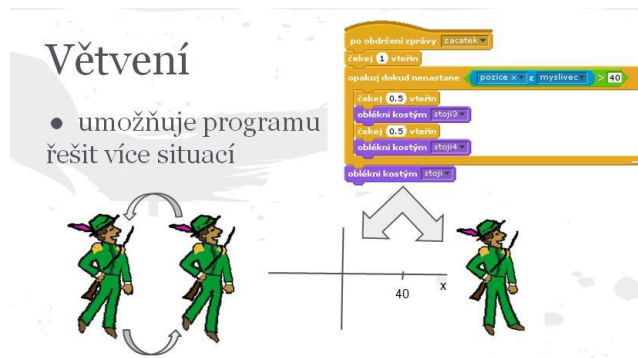 Větvení
● umožňuje programu
řešit více situací
po obdržení zprávy zacatek
čekej 1 vteřin
opakuj dokud nenastane pozice x z myslivec > 40
čekej 0.5 vteřin
oblékni kostým stoji3
čekej 0.5 vteřin
oblékni kostým stoji4
oblékni kostým stoji
40
x